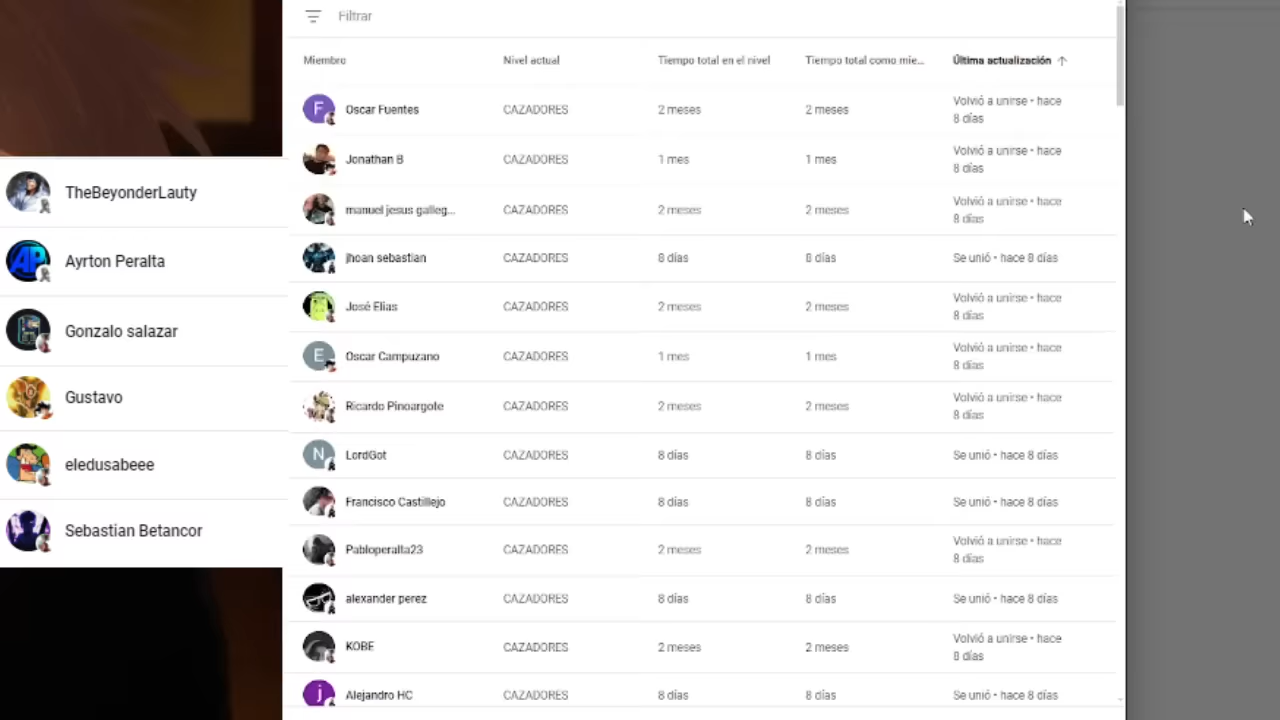 Filtrar
Miembro Nivel actual Tiempo total en el nivel Tiempo total como mie... Última actualización
F Oscar Fuentes CAZADORES 2 meses 2 meses Volvió a unirse • hace
8 días
Jonathan B CAZADORES 1 mes 1 mes Volvió a unirse • hace
8 días
manuel jesus galleg... CAZADORES 2 meses 2 meses Volvió a unirse • hace
8 días
jhoan sebastian CAZADORES 8 días 8 días Se unió • hace 8 días
José Elias CAZADORES 2 meses 2 meses Volvió a unirse • hace
8 días
E Oscar Campuzano CAZADORES 1 mes 1 mes Volvió a unirse • hace
8 días
Ricardo Pinoargote CAZADORES 2 meses 2 meses Volvió a unirse • hace
8 días
N LordGot CAZADORES 8 días 8 días Se unió • hace 8 días
Francisco Castillejo CAZADORES 8 días 8 días Se unió • hace 8 días
Pabloperalta23 CAZADORES 2 meses 2 meses Volvió a unirse • hace
8 días
alexander perez CAZADORES 8 días 8 días Se unió • hace 8 días
KOBE CAZADORES 2 meses 2 meses Volvió a unirse • hace
8 días
j Alejandro HC CAZADORES 8 días 8 días Se unió • hace 8 días
TheBeyonderLauty
AP Ayrton Peralta
Gonzalo salazar
Gustavo
eledusabeee
Sebastian Betancor